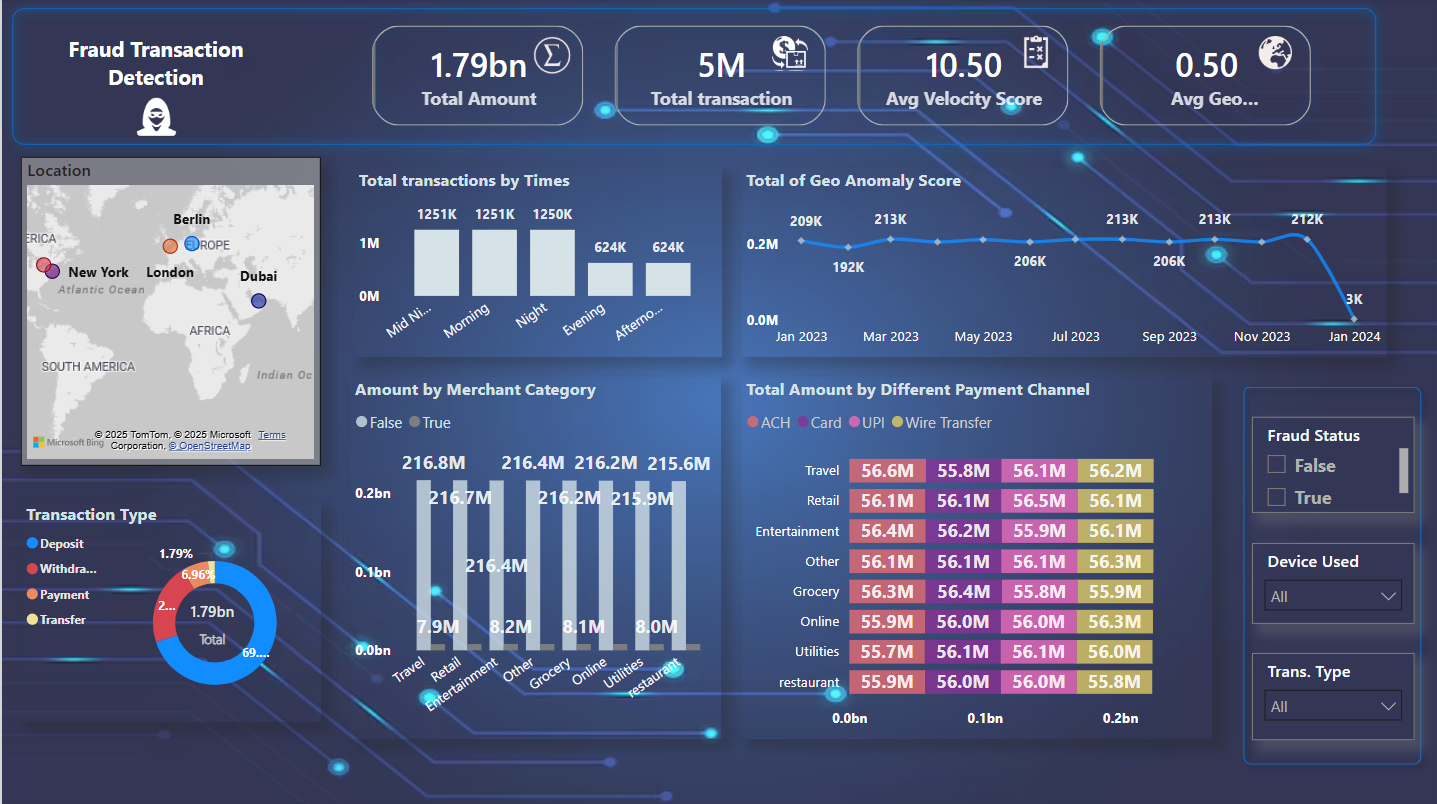 Fraud Transaction
Detection
1.79bn
Total Amount
5M
Total transaction
10.50
Avg Velocity Score
0.50
Avg Geo...
Location
Berlin
ERICA
EUROPE
New York
London
Dubai
Atlantic Ocean
AFRICA
SOUTH AMERICA
Indian Oc
© 2025 TomTom, © 2025 Microsoft Terms
Microsoft Bing
Corporation, © OpenStreetMap
Total transactions by Times
1251K
1251K
1250K
624K
624K
1M
0M
Mid Ni...
Morning
Night
Evening
Afterno...
Total of Geo Anomaly Score
209K
213K
213K
213K
212K
0.2M
192K
206K
206K
3K
0.0M
Jan 2023
Mar 2023
May 2023
Jul 2023
Sep 2023
Nov 2023
Jan 2024
Transaction Type
Deposit
Withdra...
Payment
Transfer
1.79%
6.96%
2...
69....
1.79bn
Total
Amount by Merchant Category
False
True
216.8M
216.4M
216.2M
215.6M
216.7M
216.2M
215.9M
216.4M
7.9M
8.2M
8.1M
8.0M
0.2bn
0.1bn
0.0bn
Travel
Retail
Entertainment
Other
Grocery
Online
Utilities
restaurant
Total Amount by Different Payment Channel
ACH
Card
UPI
Wire Transfer
Travel 56.6M 55.8M 56.1M 56.2M
Retail 56.1M 56.1M 56.5M 56.1M
Entertainment 56.4M 56.2M 55.9M 56.1M
Other 56.1M 56.1M 56.1M 56.3M
Grocery 56.3M 56.4M 55.8M 55.9M
Online 55.9M 56.0M 56.0M 56.3M
Utilities 55.7M 56.1M 56.1M 56.0M
restaurant 55.9M 56.0M 56.0M 55.8M
0.0bn
0.1bn
0.2bn
Fraud Status
False
True
Device Used
All
Trans. Type
All